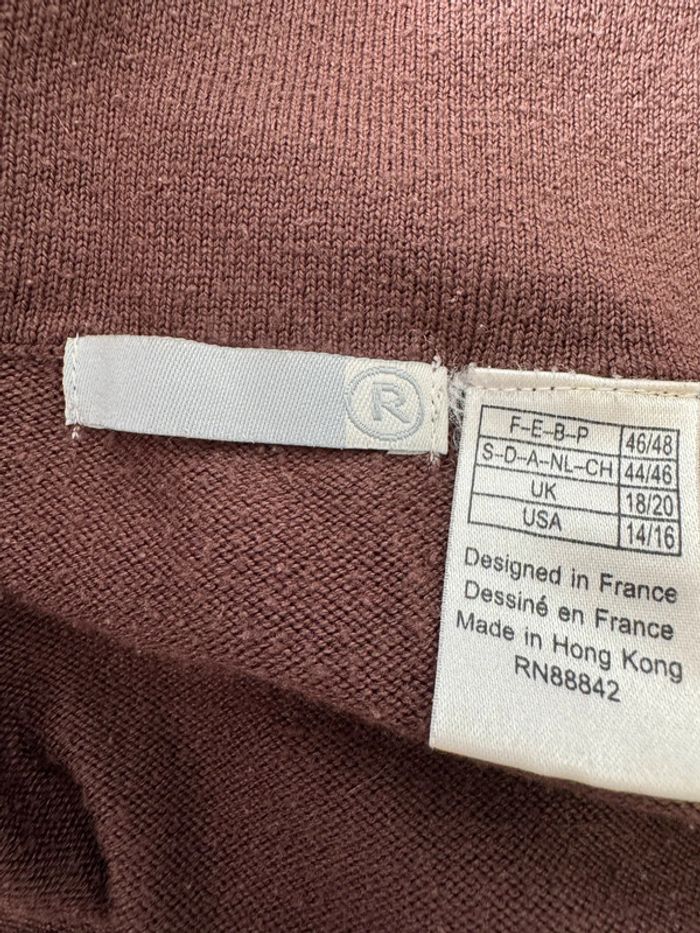 R
F-E-B-P 46/48
S-D-A-NL-CH 44/46
UK 18/20
USA 14/16
Designed in France
Dessiné en France
Made in Hong Kong
RN88842